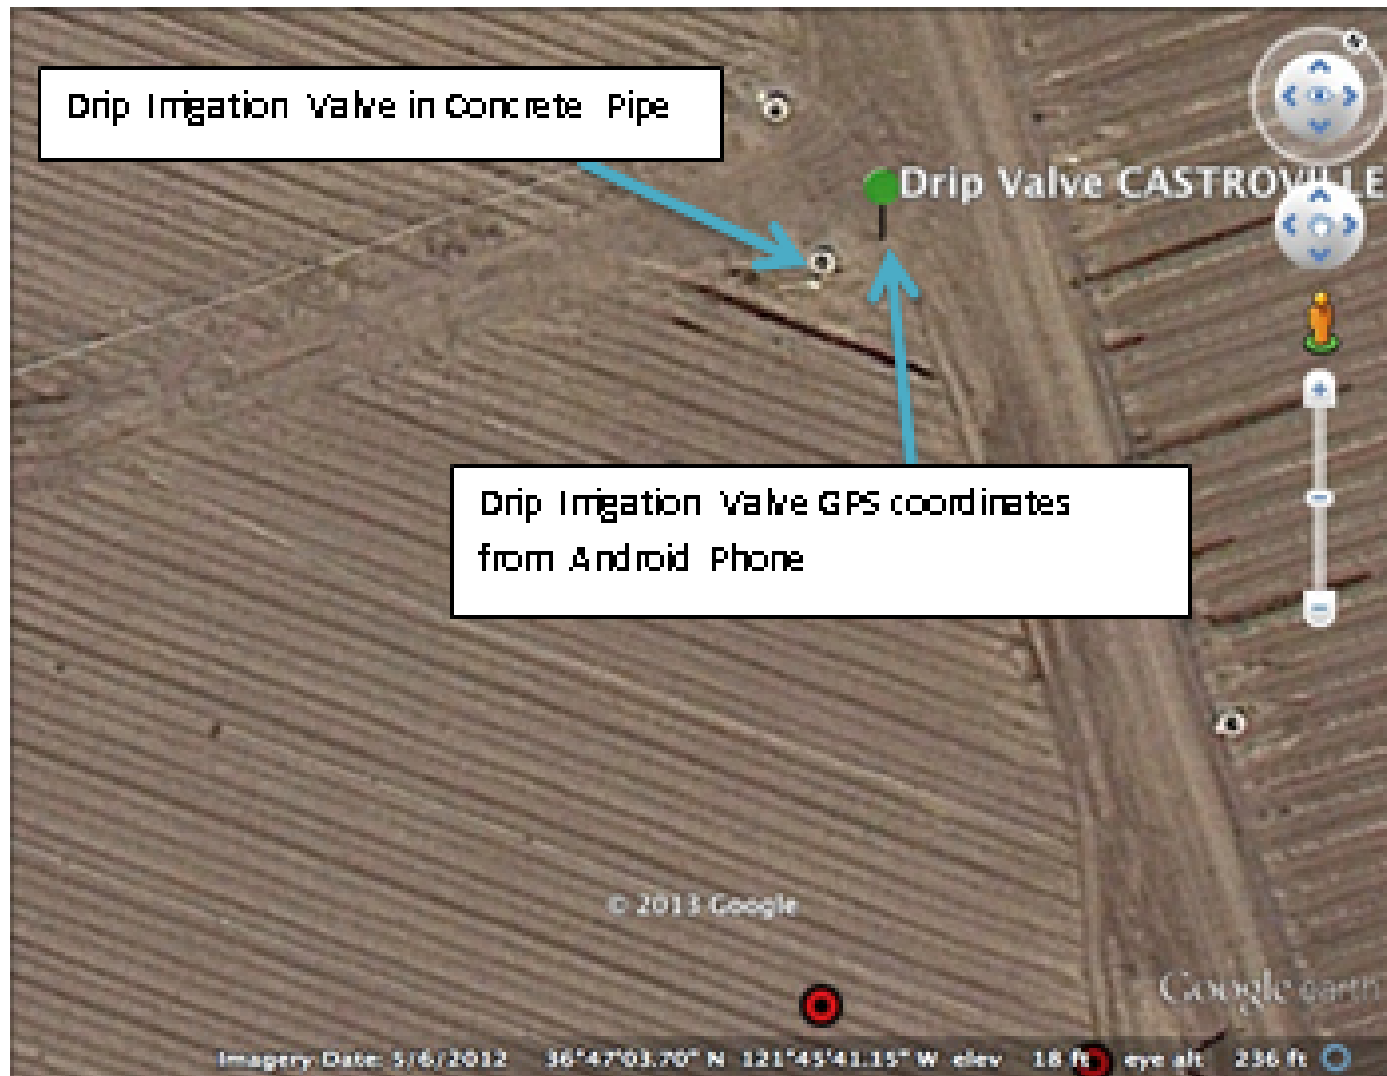 Drip Irrigation Valve in Concrete Pipe
Drip Valve CASTROVILLE
Drip Irrigation Valve GPS coordinates
from Android Phone
© 2013 Google
Google earth
Imagery Date: 5/6/2012 36°47'03.70" N 121°45'41.15" W elev 18 ft eye alt 236 ft